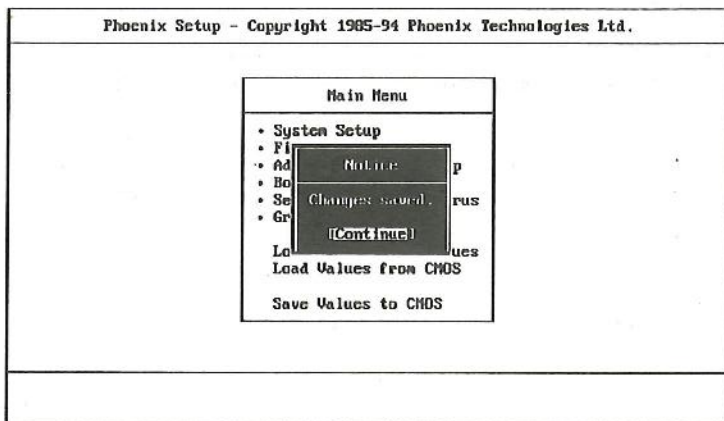 Phoenix Setup - Copyright 1985-94 Phoenix Technologies Ltd.
Main Menu
• System Setup
• Fi
• Ad p
• Bo
• Se rus
• Gr
Notice
Changes saved.
[Continue]
Lo ues
Load Values from CMOS
Save Values to CMOS